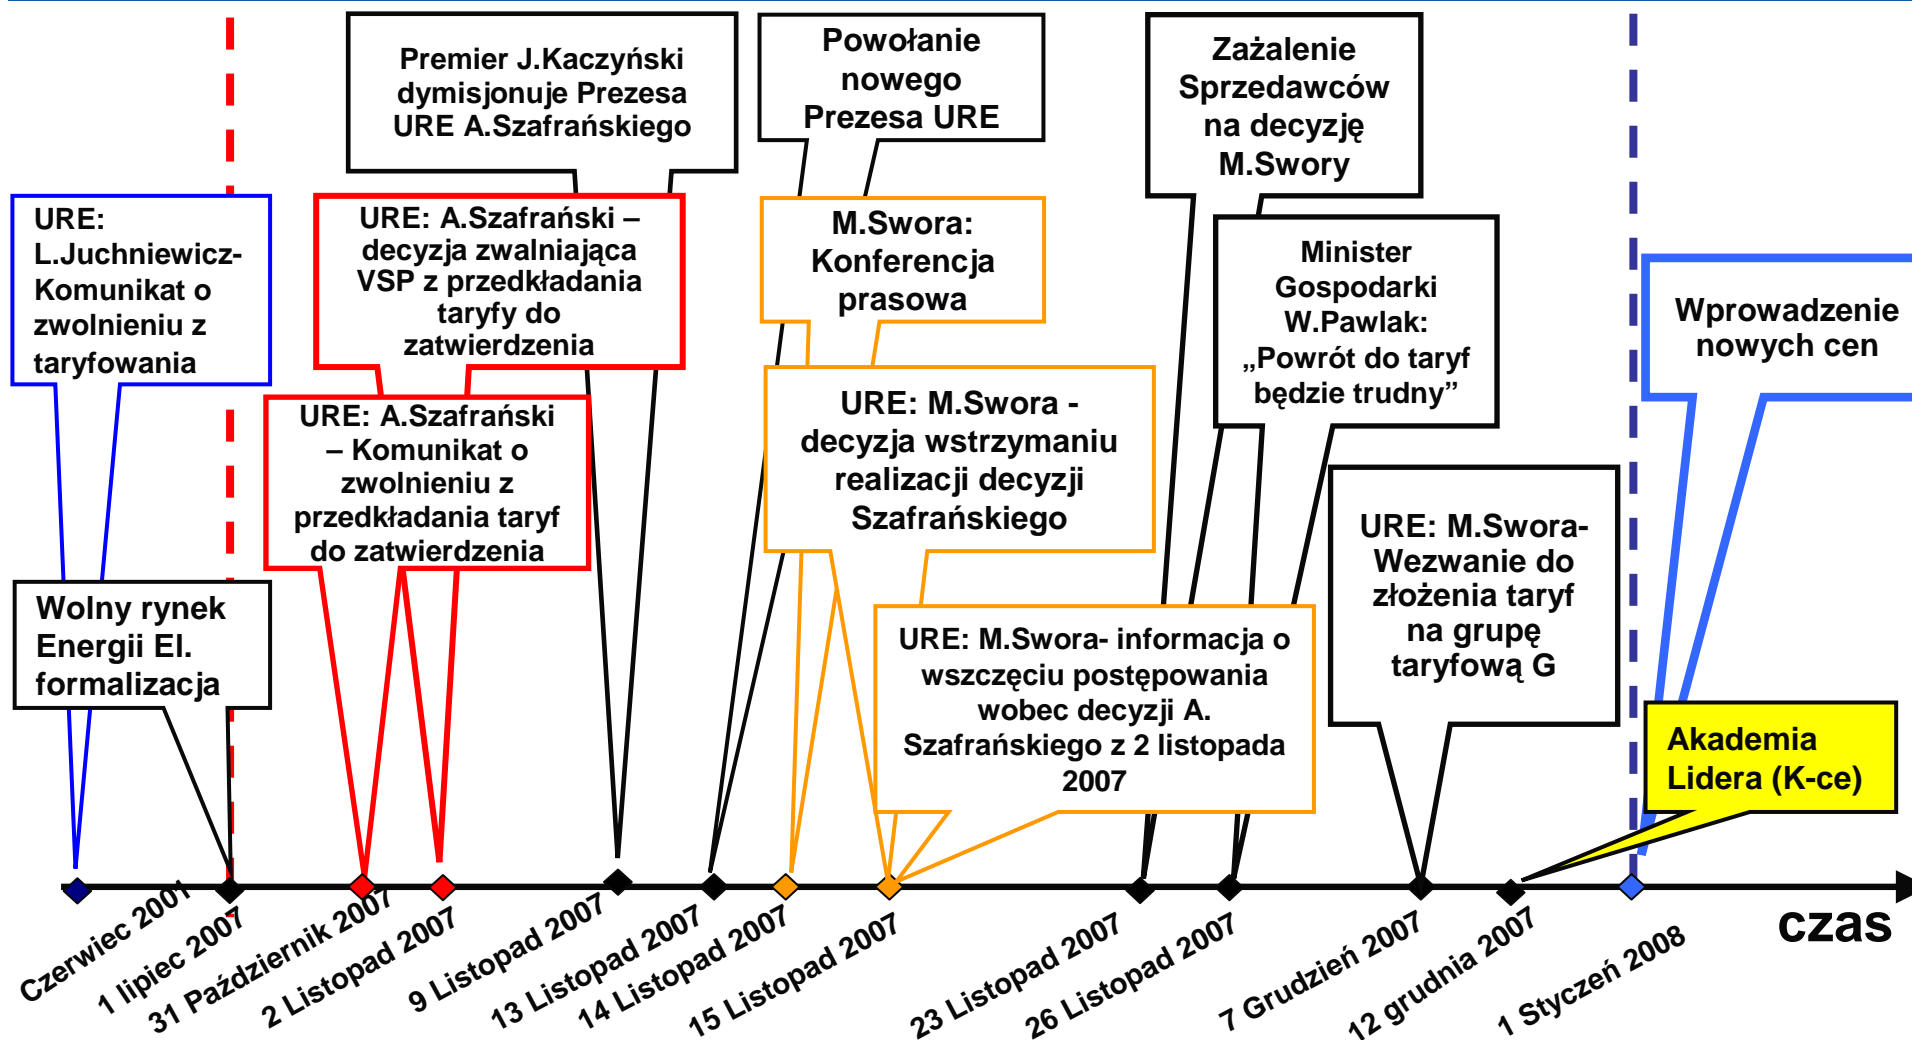 Premier J.Kaczyński
dymisjonuje Prezesa
URE A.Szafrańskiego
Powołanie
nowego
Prezesa URE
Zażalenie
Sprzedawców
na decyzję
M.Swory
URE:
L.Juchniewicz-
Komunikat o
zwolnieniu z
taryfowania
URE: A.Szafrański –
decyzja zwalniająca
VSP z przedkładania
taryfy do
zatwierdzenia
M.Swora:
Konferencja
prasowa
Minister
Gospodarki
W.Pawlak:
„Powrót do taryf
będzie trudny”
Wprowadzenie
nowych cen
URE: A.Szafrański
– Komunikat o
zwolnieniu z
przedkładania taryf
do zatwierdzenia
URE: M.Swora -
decyzja wstrzymaniu
realizacji decyzji
Szafrańskiego
URE: M.Swora-
Wezwanie do
złożenia taryf
na grupę
taryfową G
Wolny rynek
Energii El.
formalizacja
URE: M.Swora- informacja o
wszczęciu postępowania
wobec decyzji A.
Szafrańskiego z 2 listopada
2007
Akademia
Lidera (K-ce)
czas
Czerwiec 2001
1 lipiec 2007
31 Październik 2007
2 Listopad 2007
9 Listopad 2007
13 Listopad 2007
14 Listopad 2007
15 Listopad 2007
23 Listopad 2007
26 Listopad 2007
7 Grudzień 2007
12 grudnia 2007
1 Styczeń 2008